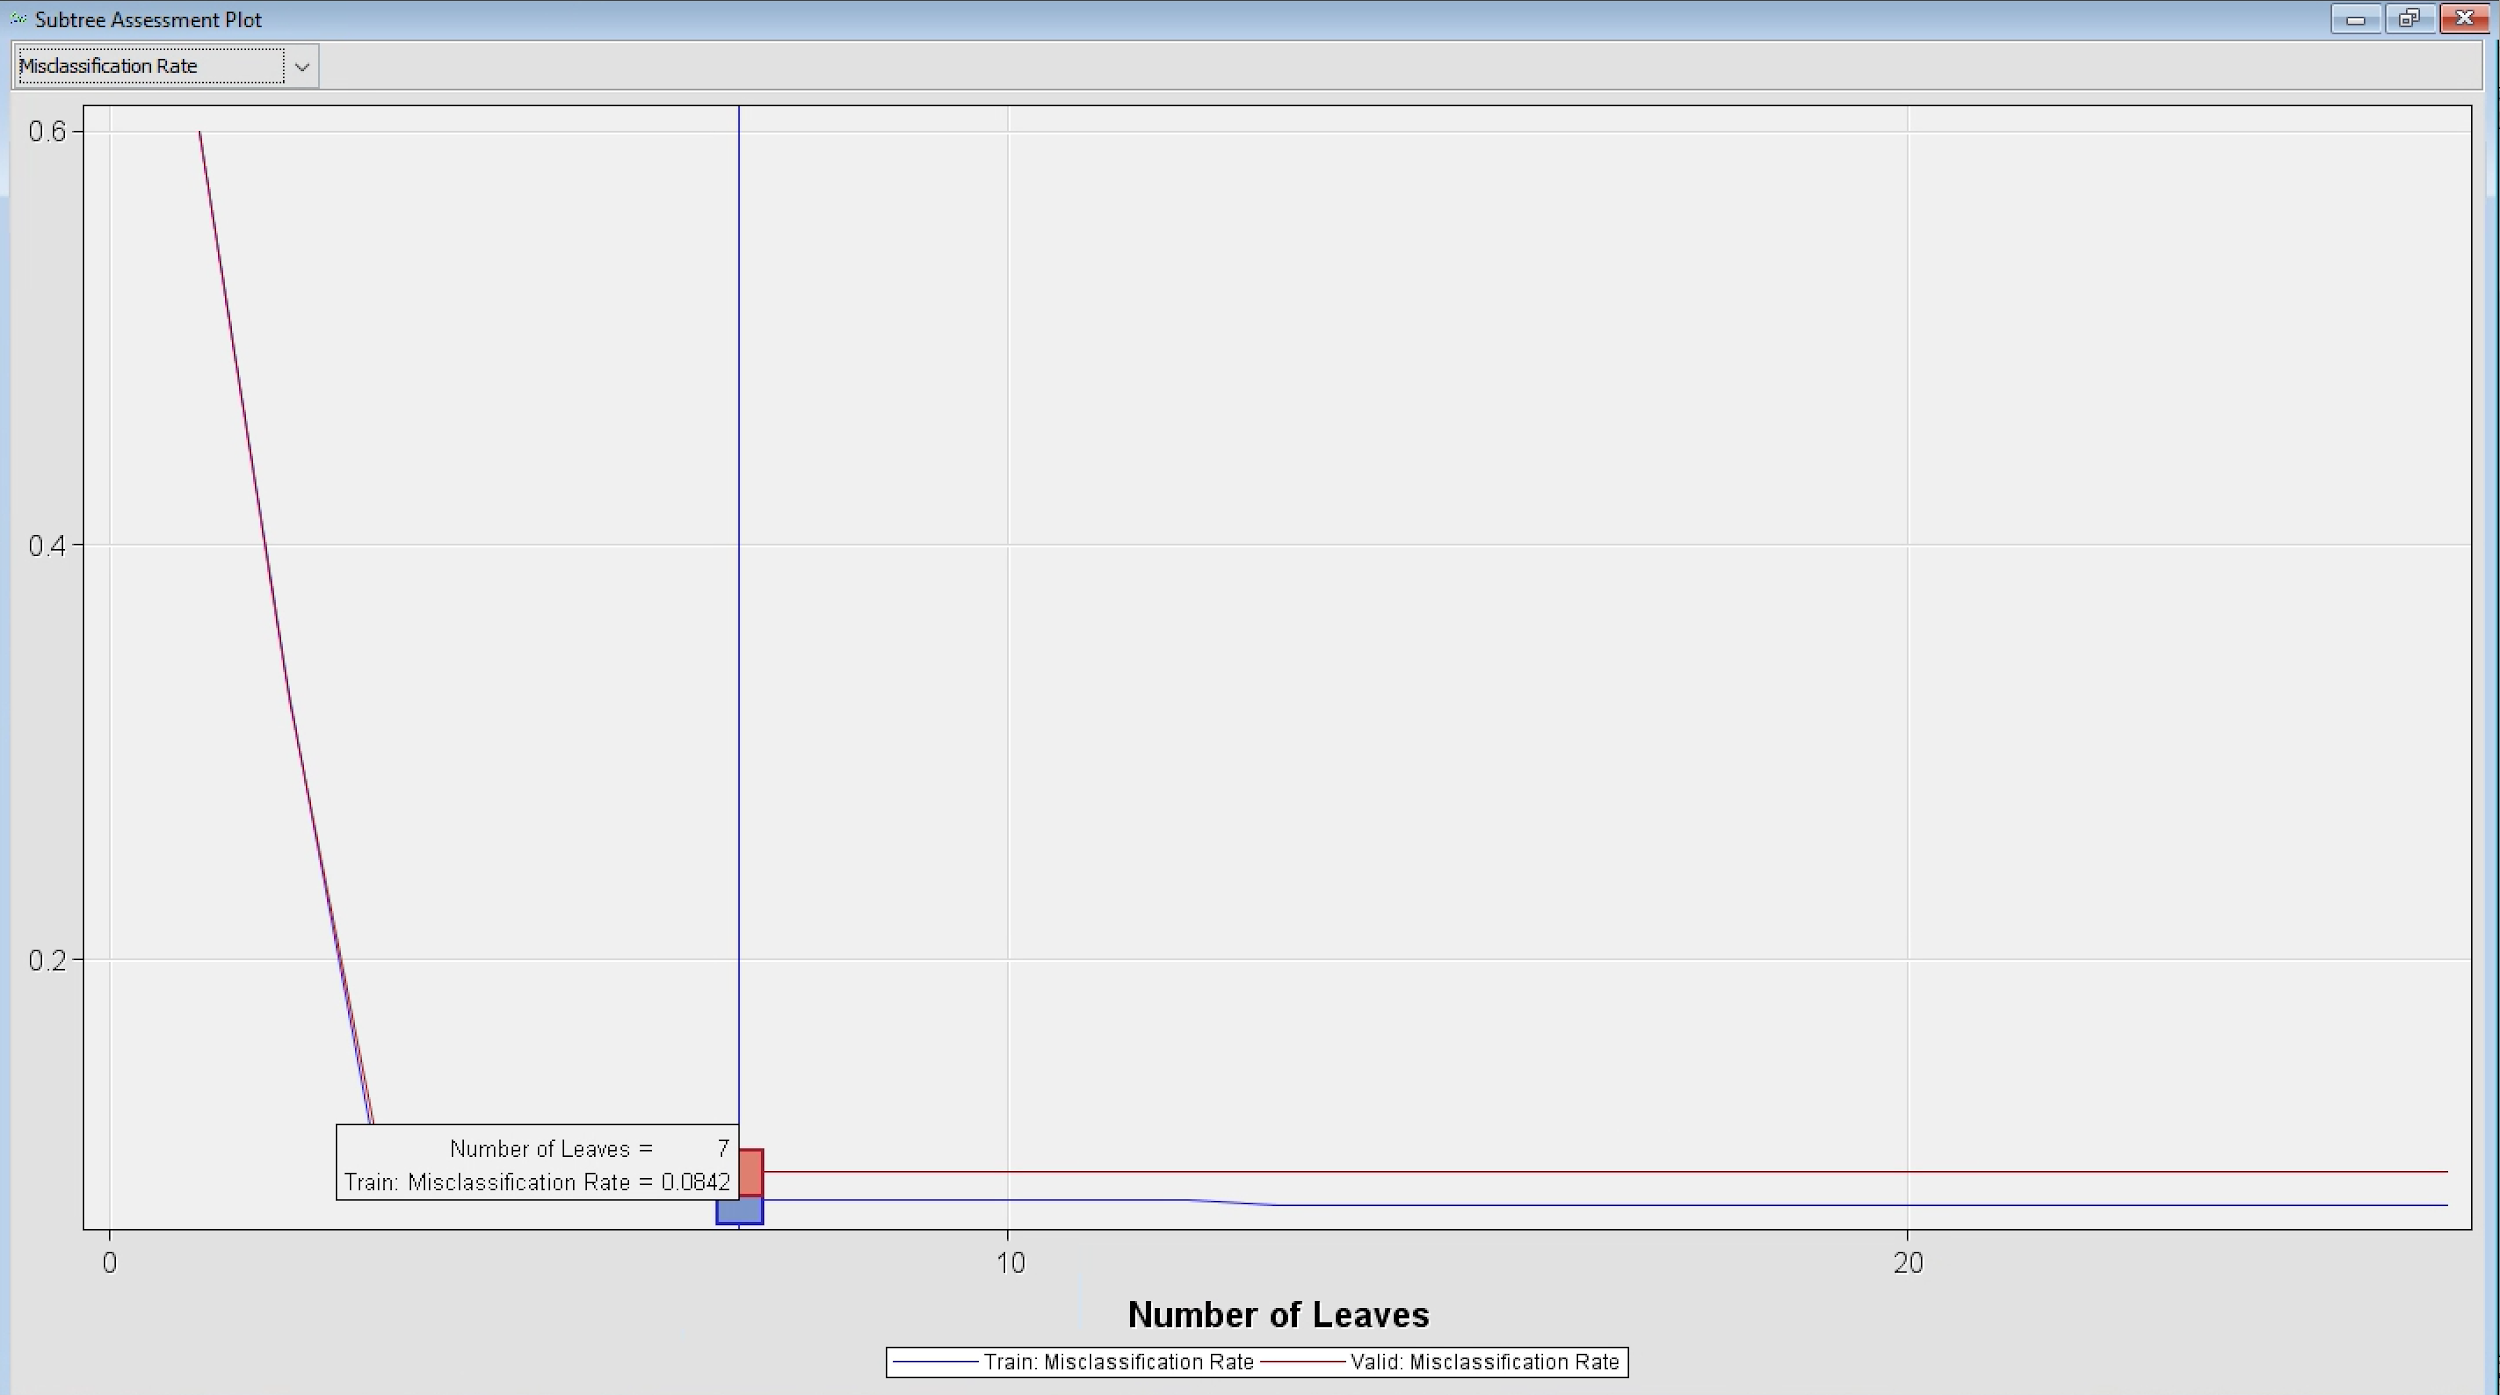 Subtree Assessment Plot
Misclassification Rate
0.6
0.4
0.2
Number of Leaves = 7
Train: Misclassification Rate = 0.0842
0 10 20
Number of Leaves
Train: Misclassification Rate Valid: Misclassification Rate